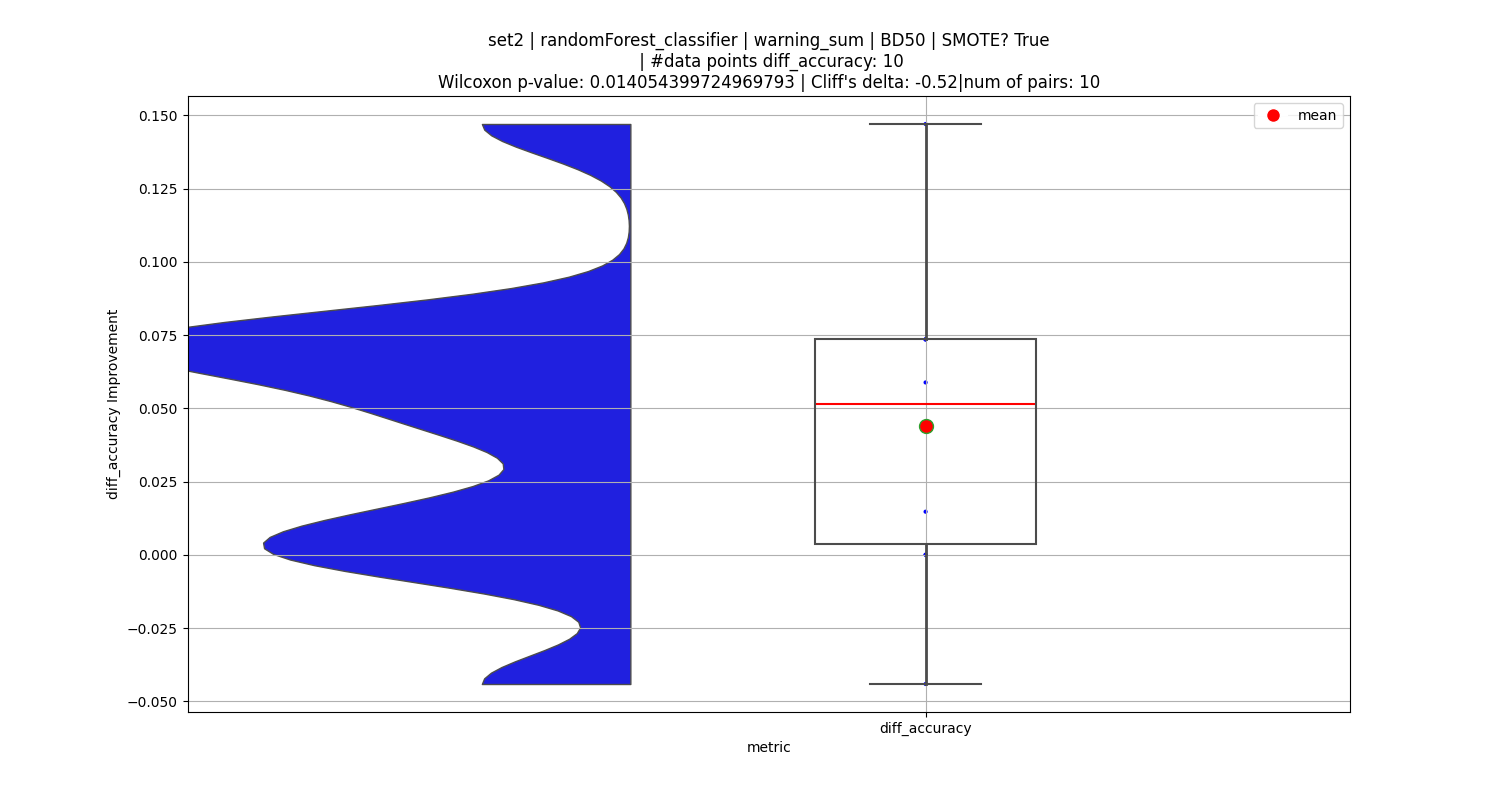 set2 | randomForest_classifier | warning_sum | BD50 | SMOTE? True
| #data points diff_accuracy: 10
Wilcoxon p-value: 0.014054399724969793 | Cliff's delta: -0.52|num of pairs: 10
mean
0.150
0.125
0.100
0.075
0.050
0.025
0.000
−0.025
−0.050
diff_accuracy Improvement
diff_accuracy
metric